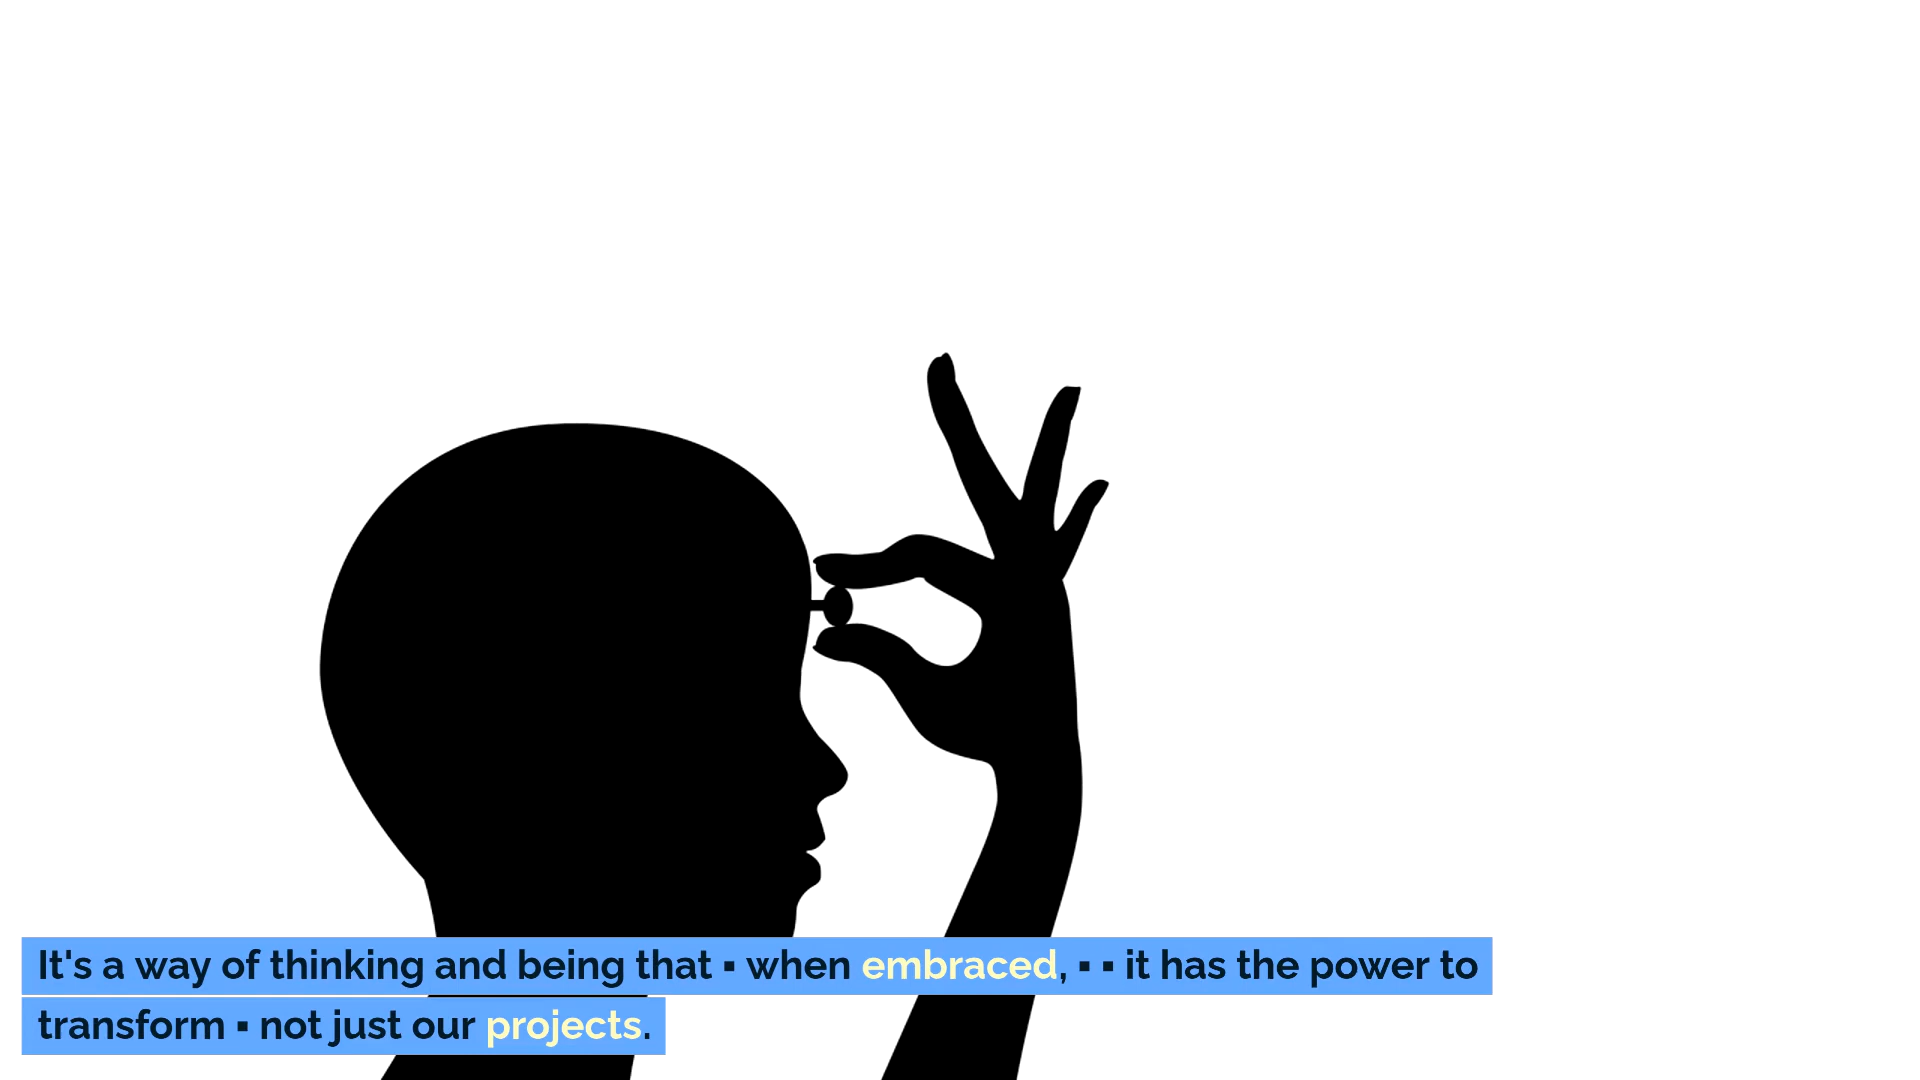 It's a way of thinking and being that ▪ when embraced, ▪ ▪ it has the power to
transform ▪ not just our projects.